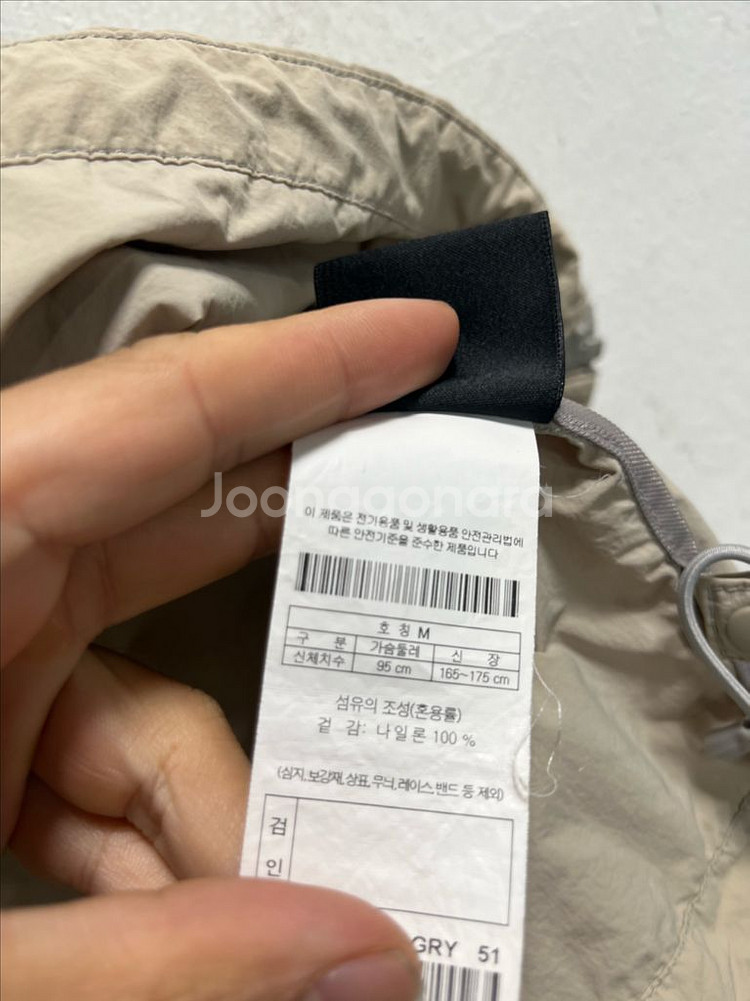 Joonggonara
이 제품은 전기용품 및 생활용품 안전관리법에
따른 안전기준을 준수한 제품입니다
호 칭 M
구 분 가슴둘레 신 장
신체치수 95 cm 165~175 cm
섬유의 조성(혼용률)
겉 감: 나일론 100 %
(심지,보강재,상표,무늬,레이스밴드 등 제외)
검
인
GRY 51